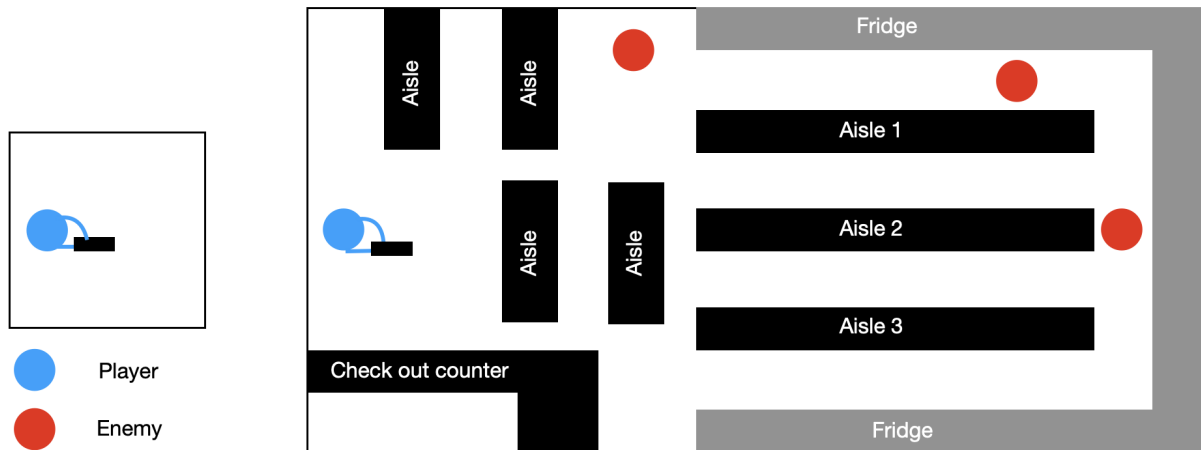 Fridge
Aisle
Aisle
Aisle 1
Aisle 2
Aisle
Aisle
Aisle 3
Player
Check out counter
Enemy
Fridge